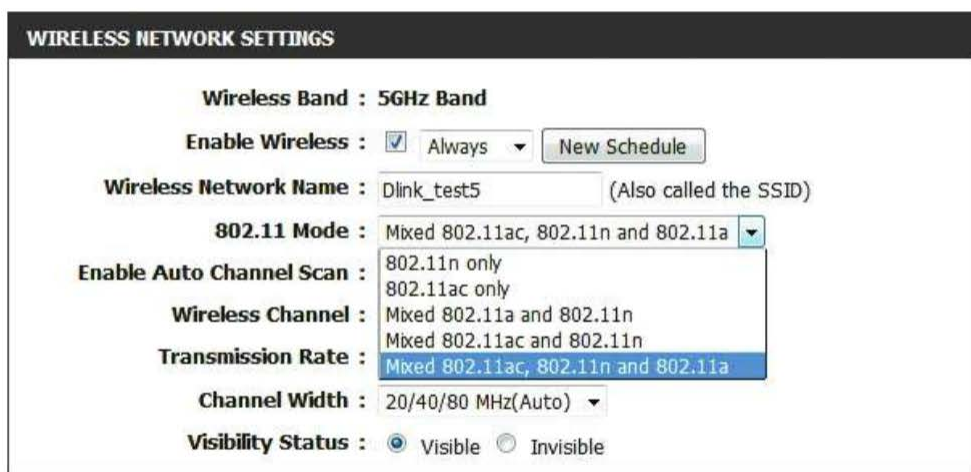 WIRELESS NETWORK SETTINGS
Wireless Band : 5GHz Band
Enable Wireless : Always New Schedule
Wireless Network Name : Dlink_test5 (Also called the SSID)
802.11 Mode : Mixed 802.11ac, 802.11n and 802.11a
802.11n only
Enable Auto Channel Scan :
802.11ac only
Wireless Channel : Mixed 802.11a and 802.11n
Mixed 802.11ac and 802.11n
Transmission Rate :
Mixed 802.11ac, 802.11n and 802.11a
Channel Width : 20/40/80 MHz(Auto)
Visibility Status : Visible Invisible